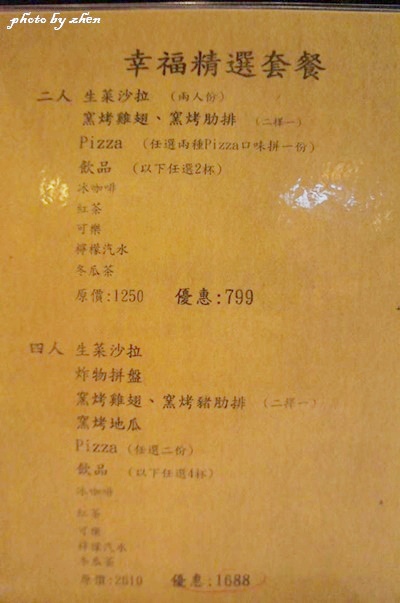 photo by zhen
幸福精選套餐
二人 生菜沙拉 (兩人份)
窯烤雞翅、窯烤肋排 (二擇一)
Pizza (任選兩種Pizza口味拼一份)
飲品 (以下任選2杯)
冰咖啡
紅茶
可樂
檸檬汽水
冬瓜茶
原價:1250 優惠:799
四人 生菜沙拉
炸物拼盤
窯烤雞翅、窯烤豬肋排 (二擇一)
窯烤地瓜
Pizza (任選二份)
飲品 (以下任選4杯)
冰咖啡
紅茶
可樂
檸檬汽水
冬瓜茶
原價:2610 優惠:1688